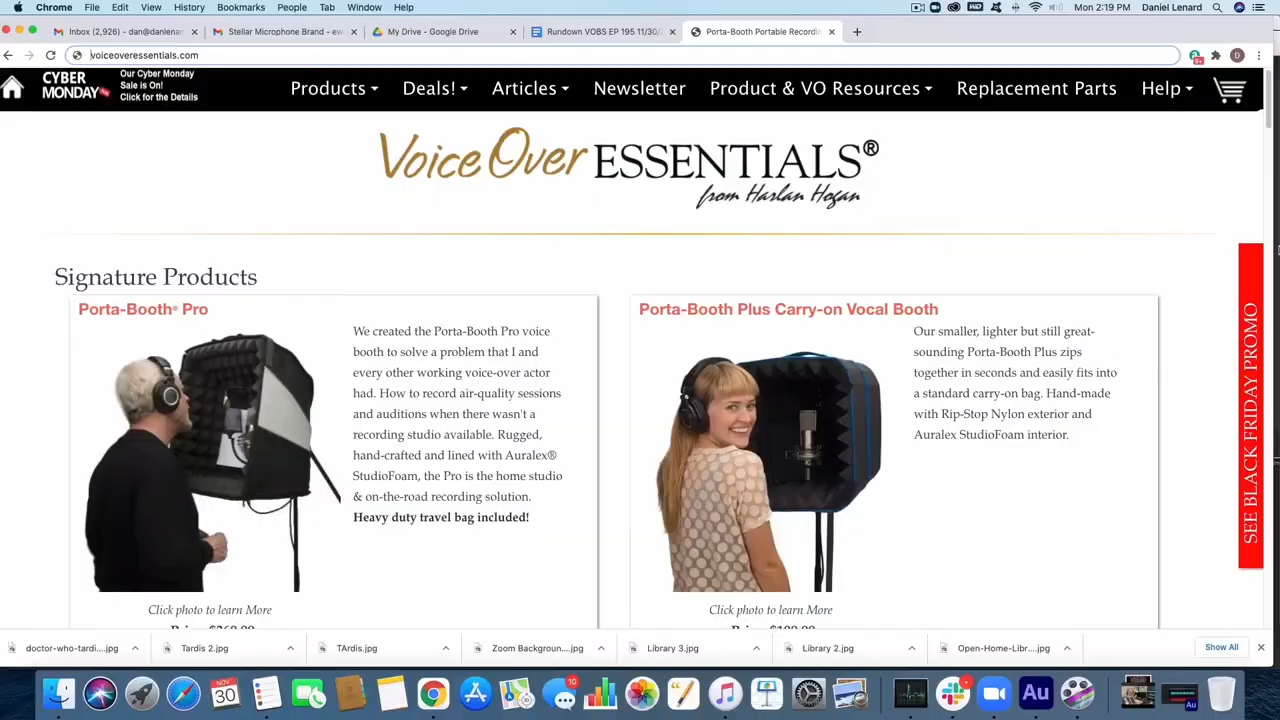 Chrome File Edit View History Bookmarks People Tab Window Help Mon 2:19 PM Daniel Lenard
Inbox (2,926) - dan@danlenar Stellar Microphone Brand - ew My Drive - Google Drive Rundown VOBS EP 195 11/30/2 Porta-Booth Portable Recordin
voiceoveressentials.com
CYBER MONDAY
Our Cyber Monday
Sale is On!
Click for the Details
Products Deals! Articles Newsletter Product & VO Resources Replacement Parts Help
Voice Over ESSENTIALS®
from Harlan Hogan
Signature Products
Porta-Booth® Pro
We created the Porta-Booth Pro voice
booth to solve a problem that I and
every other working voice-over actor
had. How to record air-quality sessions
and auditions when there wasn't a
recording studio available. Rugged,
hand-crafted and lined with Auralex®
StudioFoam, the Pro is the home studio
& on-the-road recording solution.
Heavy duty travel bag included!
Click photo to learn More
Porta-Booth Plus Carry-on Vocal Booth
Our smaller, lighter but still great-
sounding Porta-Booth Plus zips
together in seconds and easily fits into
a standard carry-on bag. Hand-made
with Rip-Stop Nylon exterior and
Auralex StudioFoam interior.
Click photo to learn More
SEE BLACK FRIDAY PROMO
doctor-who-tardi....jpg Tardis 2.jpg TArdis.jpg Zoom Backgroun....jpg Library 3.jpg Library 2.jpg Open-Home-Libr....jpg Show All
NOV
30
10
Au